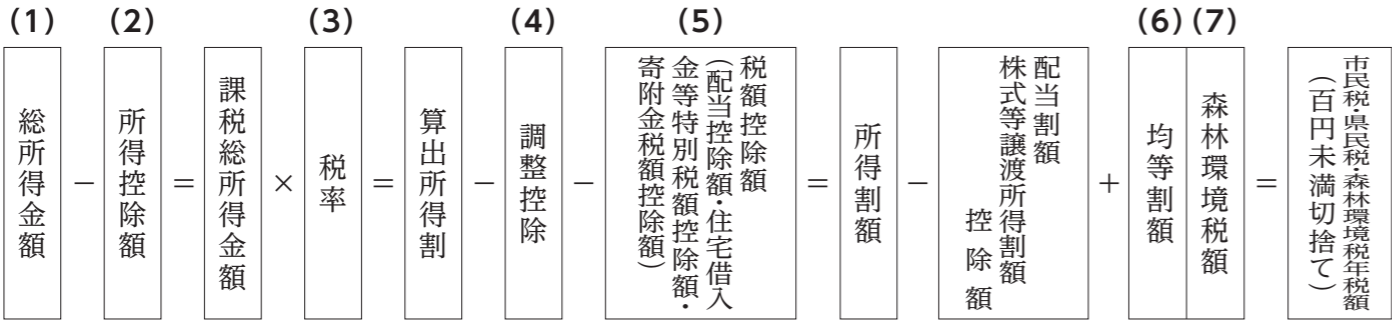 (1)
総所得金額
－
(2)
所得控除額
＝
課税総所得金額
×
(3)
税率
＝
算出所得割
－
(4)
調整控除
－
(5)
税額控除額
（配当控除額・住宅借入
金等特別税額控除額・
寄附金税額控除額）
＝
所得割額
－
配当割額
株式等譲渡所得割額
控除額
＋
(6)
均等割額
(7)
森林環境税額
＝
市民税・県民税・森林環境税年税額
（百円未満切捨て）